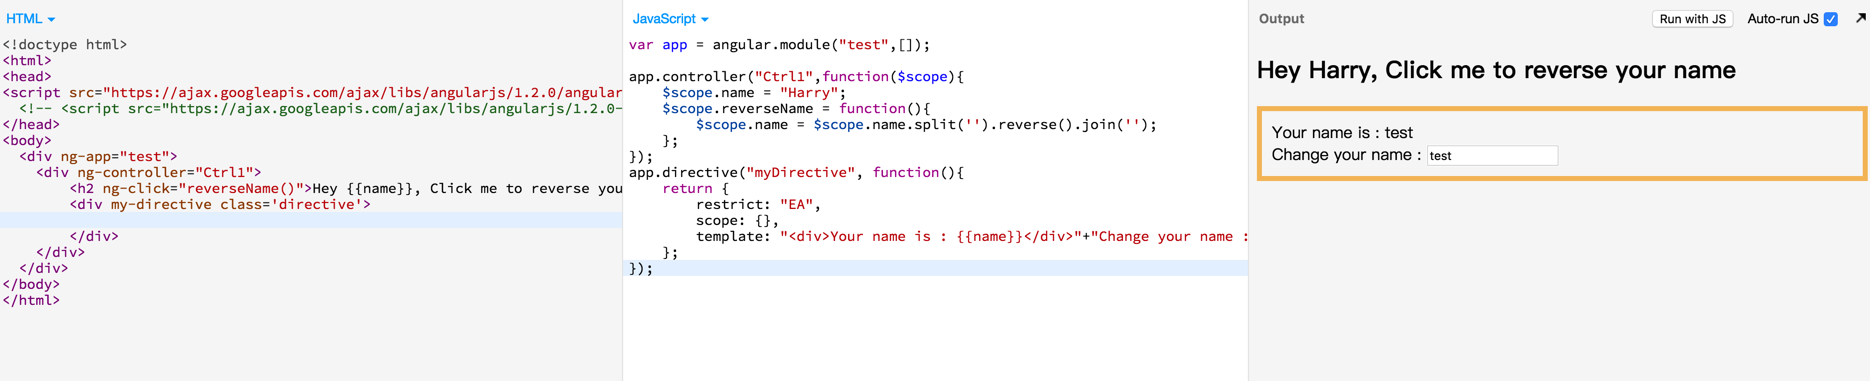 HTML
<!doctype html>
<html>
<head>
<script src="https://ajax.googleapis.com/ajax/libs/angularjs/1.2.0/angular
<!-- <script src="https://ajax.googleapis.com/ajax/libs/angularjs/1.2.0-
</head>
<body>
<div ng-app="test">
<div ng-controller="Ctrl1">
<h2 ng-click="reverseName()">Hey {{name}}, Click me to reverse you
<div my-directive class='directive'>
</div>
</div>
</div>
</body>
</html>
JavaScript
var app = angular.module("test",[]);
app.controller("Ctrl1",function($scope){
$scope.name = "Harry";
$scope.reverseName = function(){
$scope.name = $scope.name.split('').reverse().join('');
};
});
app.directive("myDirective", function(){
return {
restrict: "EA",
scope: {},
template: "<div>Your name is : {{name}}</div>"+"Change your name :
};
});
Output
Run with JS
Auto-run JS
Hey Harry, Click me to reverse your name
Your name is : test
Change your name : test